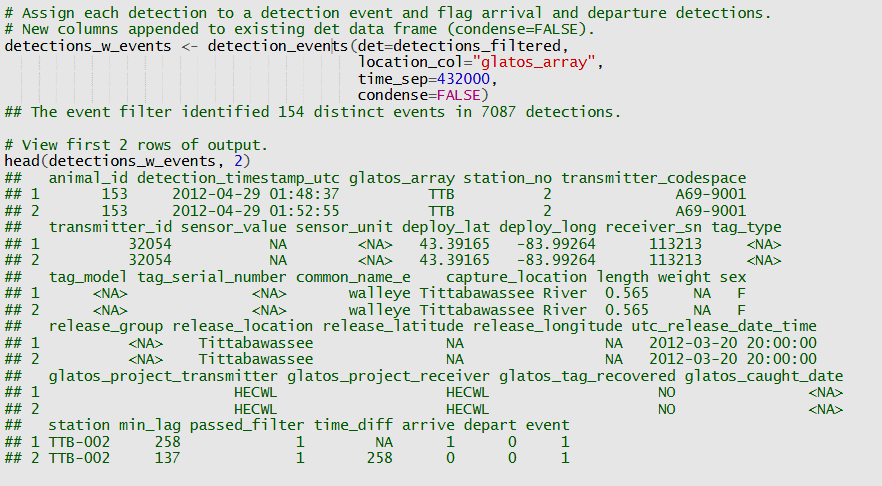 # Assign each detection to a detection event and flag arrival and departure detections.
# New columns appended to existing det data frame (condense=FALSE).
detections_w_events <- detection_events(det=detections_filtered,
                                        location_col="glatos_array",
                                        time_sep=432000,
                                        condense=FALSE)
## The event filter identified 154 distinct events in 7087 detections.

# View first 2 rows of output.
head(detections_w_events, 2)
##   animal_id detection_timestamp_utc glatos_array station_no transmitter_codespace
## 1       153     2012-04-29 01:48:37          TTB          2              A69-9001
## 2       153     2012-04-29 01:52:55          TTB          2              A69-9001
##   transmitter_id sensor_value sensor_unit deploy_lat deploy_long receiver_sn tag_type
## 1          32054           NA        <NA>   43.39165   -83.99264      113213     <NA>
## 2          32054           NA        <NA>   43.39165   -83.99264      113213     <NA>
##   tag_model tag_serial_number common_name_e    capture_location length weight sex
## 1      <NA>              <NA>       walleye Tittabawassee River  0.565     NA   F
## 2      <NA>              <NA>       walleye Tittabawassee River  0.565     NA   F
##   release_group release_location release_latitude release_longitude utc_release_date_time
## 1          <NA>    Tittabawassee               NA                NA   2012-03-20 20:00:00
## 2          <NA>    Tittabawassee               NA                NA   2012-03-20 20:00:00
##   glatos_project_transmitter glatos_project_receiver glatos_tag_recovered glatos_caught_date
## 1                      HECWL                   HECWL                   NO               <NA>
## 2                      HECWL                   HECWL                   NO               <NA>
##   station min_lag passed_filter time_diff arrive depart event
## 1 TTB-002     258             1        NA      1      0     1
## 2 TTB-002     137             1       258      0      0     1